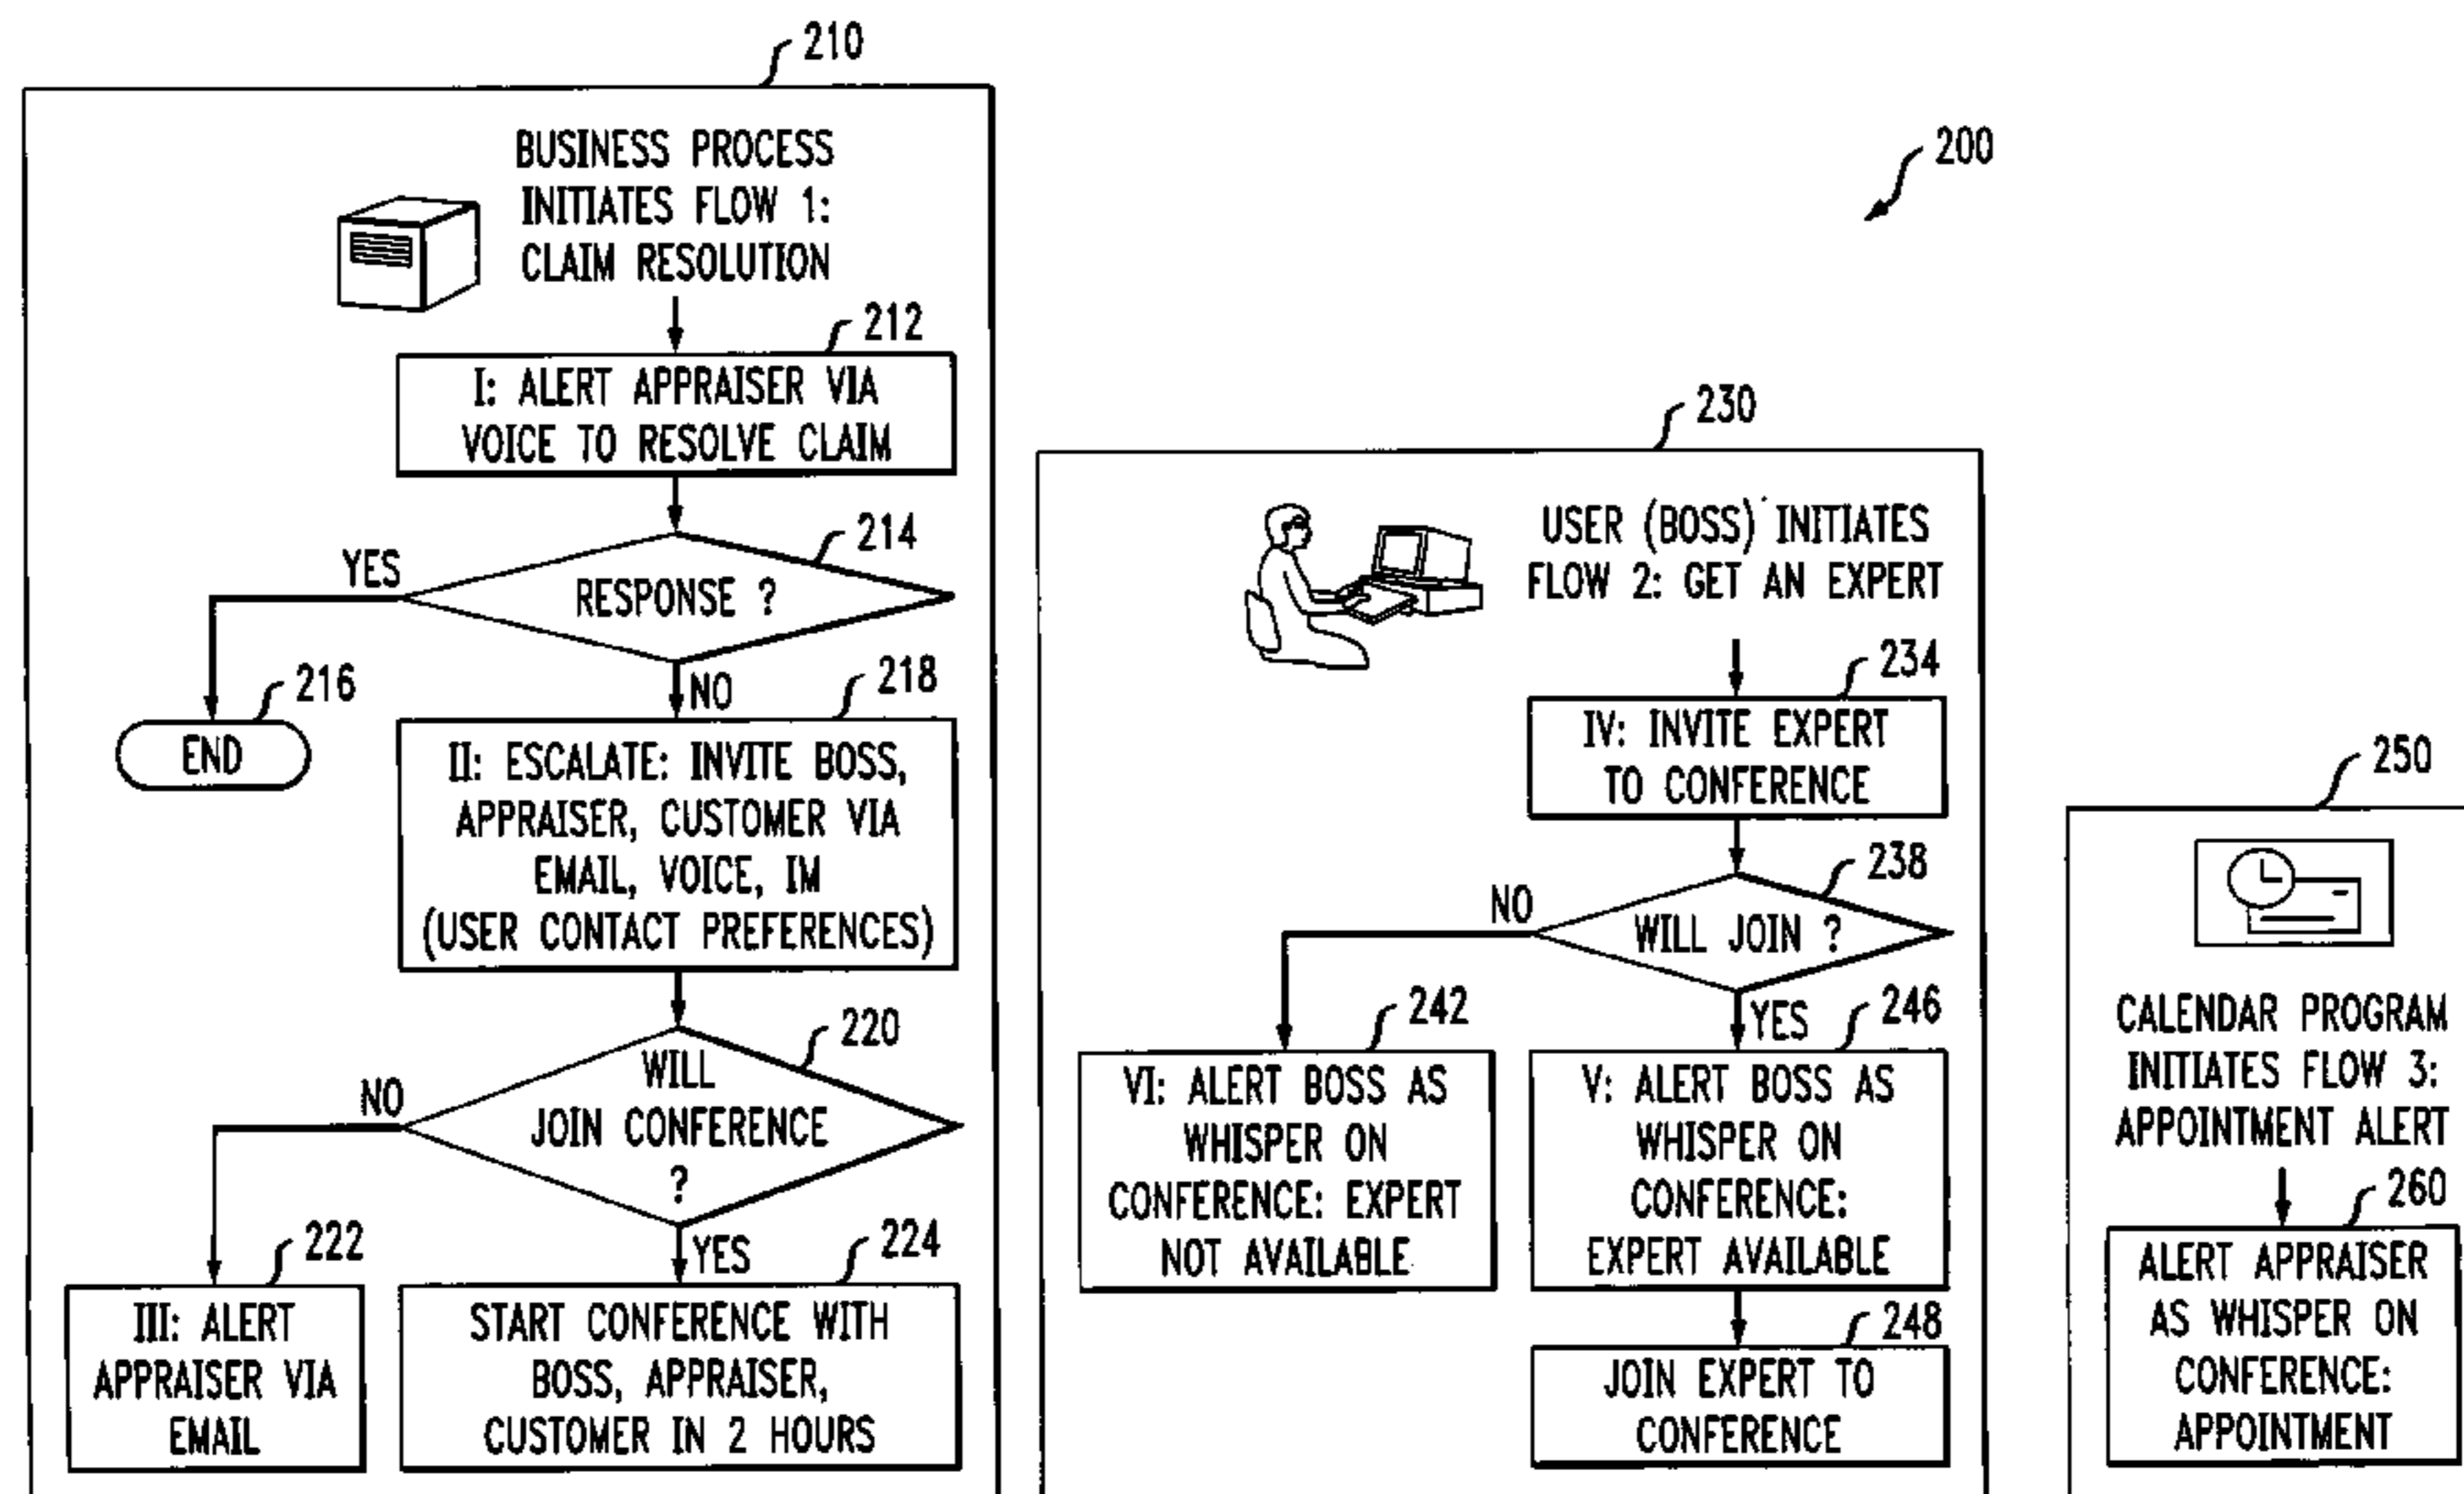 210
BUSINESS PROCESS
INITIATES FLOW 1:
CLAIM RESOLUTION
212
I: ALERT APPRAISER VIA
VOICE TO RESOLVE CLAIM
214
YES
RESPONSE ?
216
END
NO
218
II: ESCALATE: INVITE BOSS,
APPRAISER, CUSTOMER VIA
EMAIL, VOICE, IM
(USER CONTACT PREFERENCES)
220
WILL
JOIN CONFERENCE
?
NO
222
III: ALERT
APPRAISER VIA
EMAIL
YES
224
START CONFERENCE WITH
BOSS, APPRAISER,
CUSTOMER IN 2 HOURS
200
230
USER (BOSS) INITIATES
FLOW 2: GET AN EXPERT
234
IV: INVITE EXPERT
TO CONFERENCE
238
NO
WILL JOIN ?
242
VI: ALERT BOSS AS
WHISPER ON
CONFERENCE: EXPERT
NOT AVAILABLE
YES
246
V: ALERT BOSS AS
WHISPER ON
CONFERENCE:
EXPERT AVAILABLE
248
JOIN EXPERT TO
CONFERENCE
250
CALENDAR PROGRAM
INITIATES FLOW 3:
APPOINTMENT ALERT
260
ALERT APPRAISER
AS WHISPER ON
CONFERENCE:
APPOINTMENT